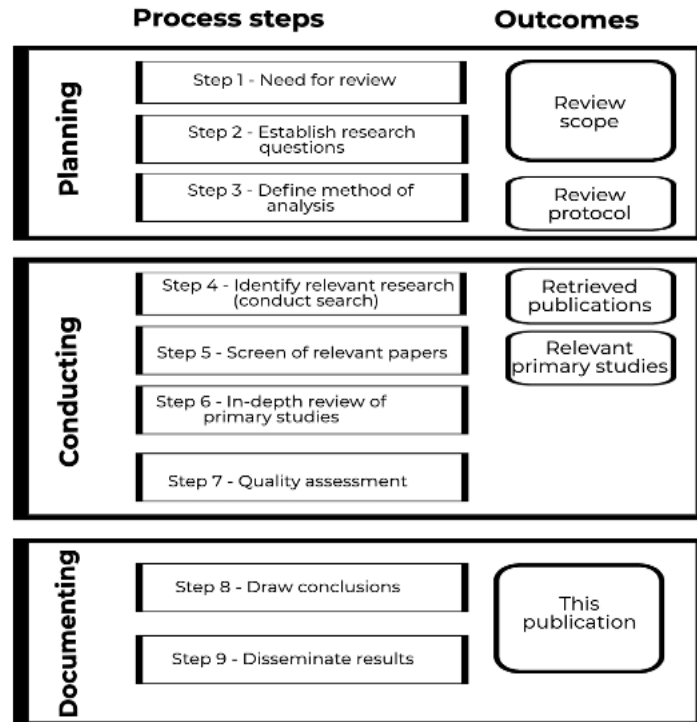 Process steps
Outcomes
Planning
Step 1 - Need for review
Step 2 - Establish research
questions
Step 3 - Define method of
analysis
Review
scope
Review
protocol
Conducting
Step 4 - Identify relevant research
(conduct search)
Step 5 - Screen of relevant papers
Step 6 - In-depth review of
primary studies
Step 7 - Quality assessment
Retrieved
publications
Relevant
primary studies
Documenting
Step 8 - Draw conclusions
Step 9 - Disseminate results
This
publication